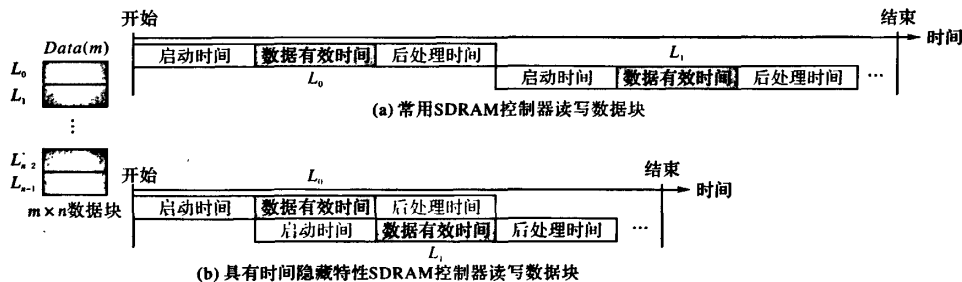 开始
结束
时间
Data(m)
L₀
L₁
⋮
Lₙ₋₂
Lₙ₋₁
m×n数据块
启动时间 数据有效时间 后处理时间
L₀
L₁
启动时间 数据有效时间 后处理时间 …
(a) 常用SDRAM控制器读写数据块
开始
L₀
结束
时间
启动时间 数据有效时间 后处理时间
启动时间 数据有效时间 后处理时间 …
L₁
(b) 具有时间隐藏特性SDRAM控制器读写数据块